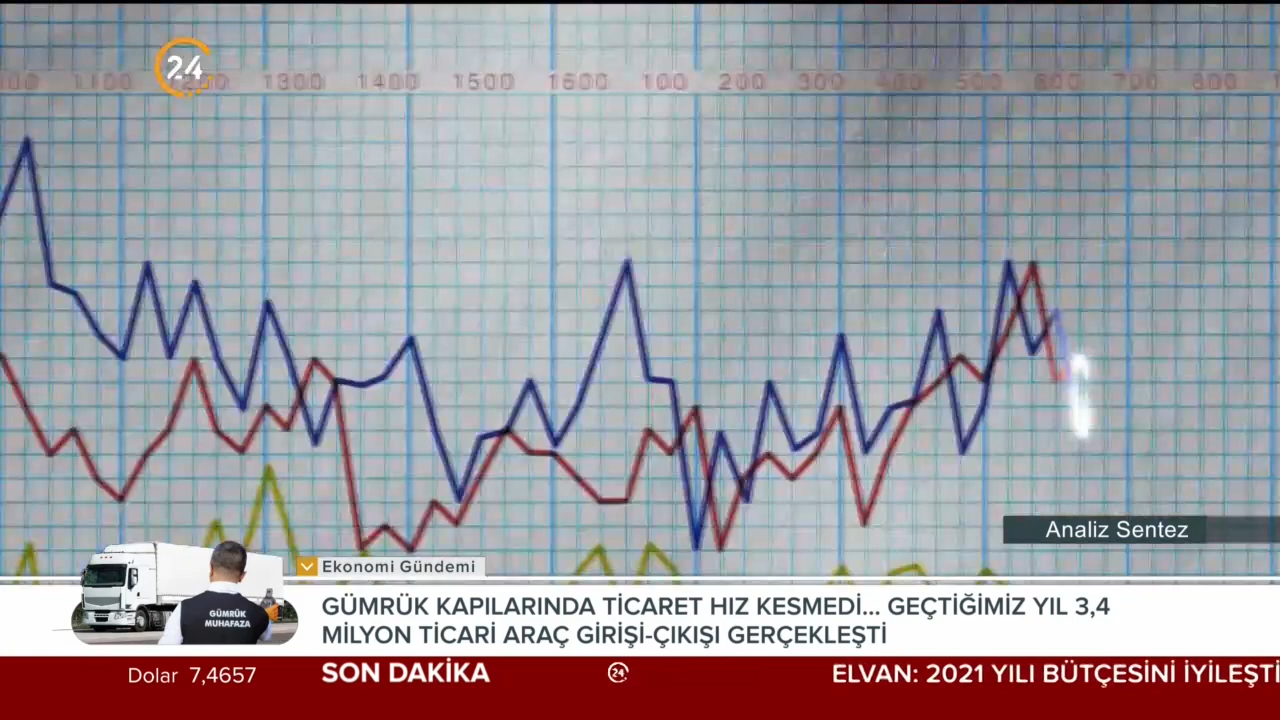 24
1100 1200 1300 1400 1500 1600 100 200 300 400 500 600 700 800
Analiz Sentez
Ekonomi Gündemi
GÜMRÜK
MUHAFAZA
GÜMRÜK KAPILARINDA TİCARET HIZ KESMEDİ... GEÇTİĞİMİZ YIL 3,4
MİLYON TİCARİ ARAÇ GİRİŞİ-ÇIKIŞI GERÇEKLEŞTİ
Dolar 7,4657
SON DAKİKA
24
ELVAN: 2021 YILI BÜTÇESİNİ İYİLEŞTİ